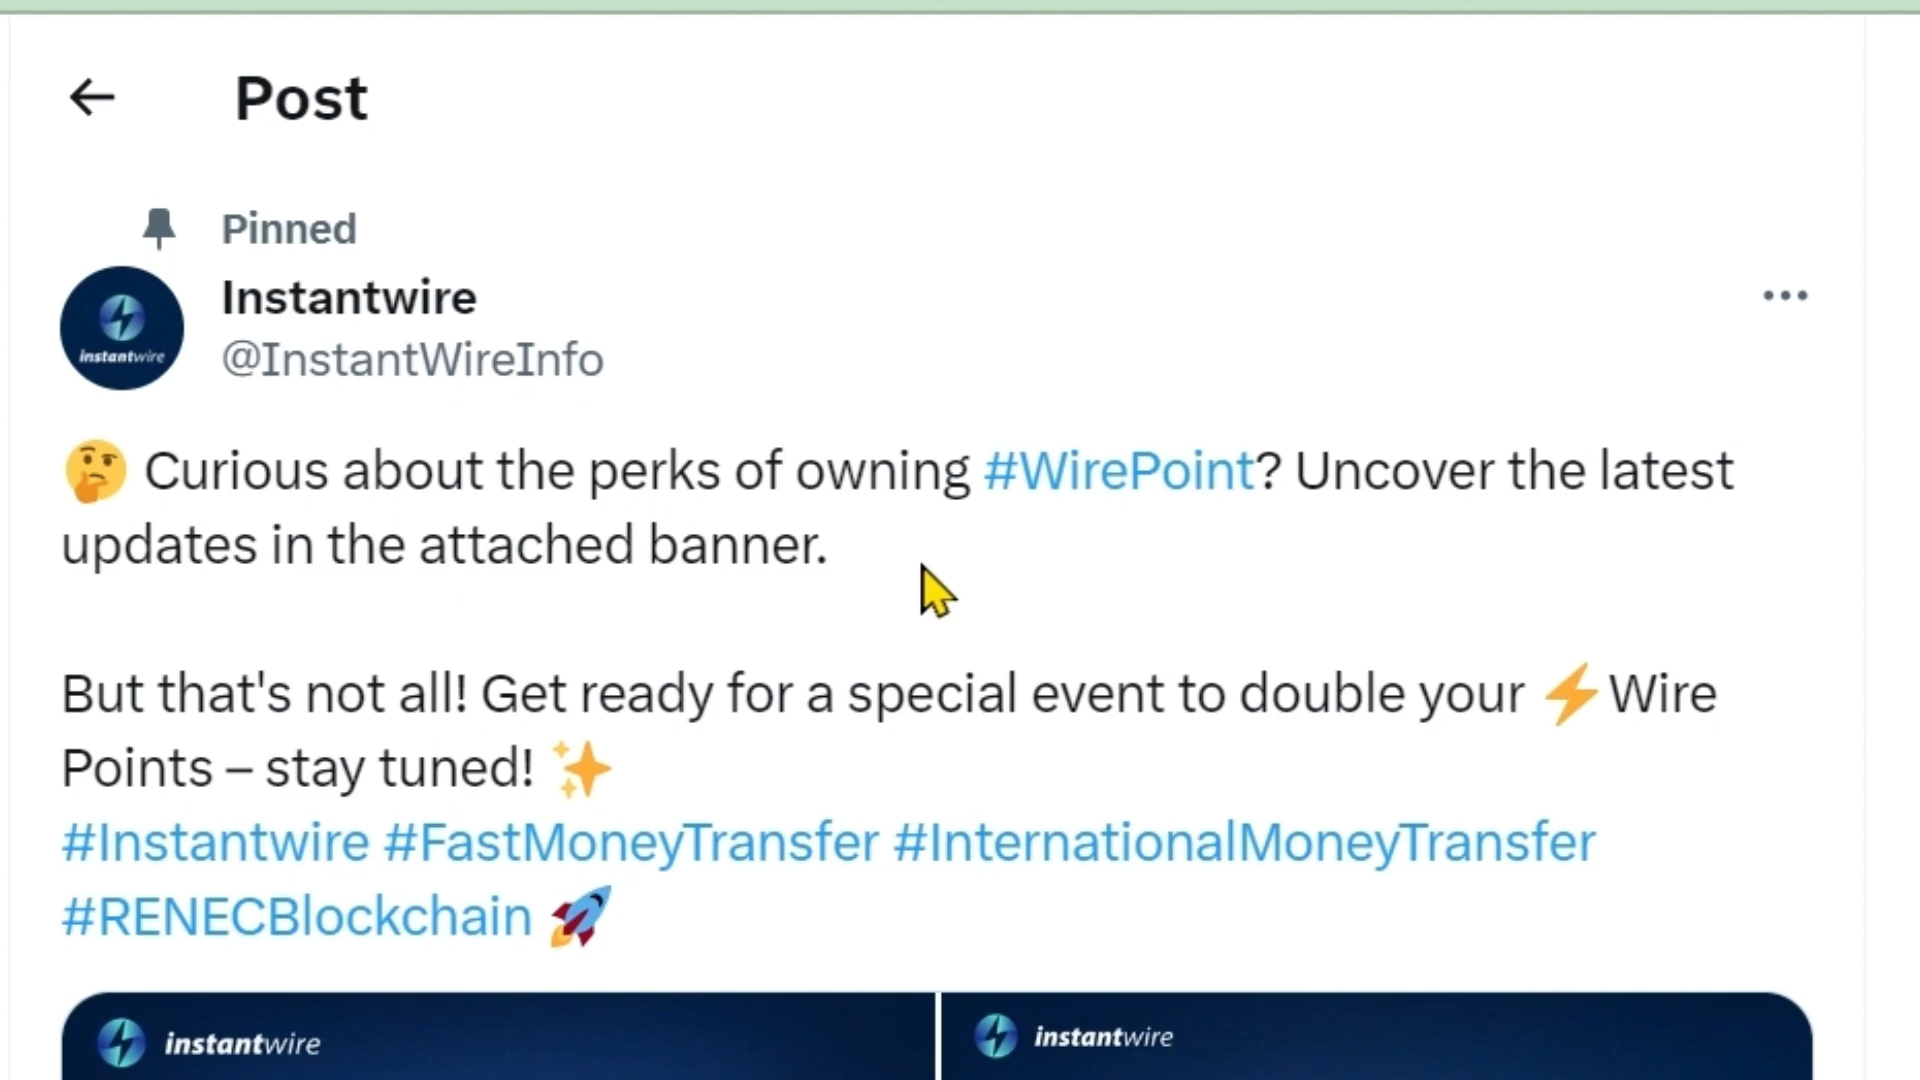 Post
Pinned
instantwire
Instantwire
@InstantWireInfo
🤔 Curious about the perks of owning #WirePoint? Uncover the latest
updates in the attached banner.
But that's not all! Get ready for a special event to double your ⚡Wire
Points – stay tuned! ✨
#Instantwire #FastMoneyTransfer #InternationalMoneyTransfer
#RENECBlockchain 🚀
instantwire
instantwire